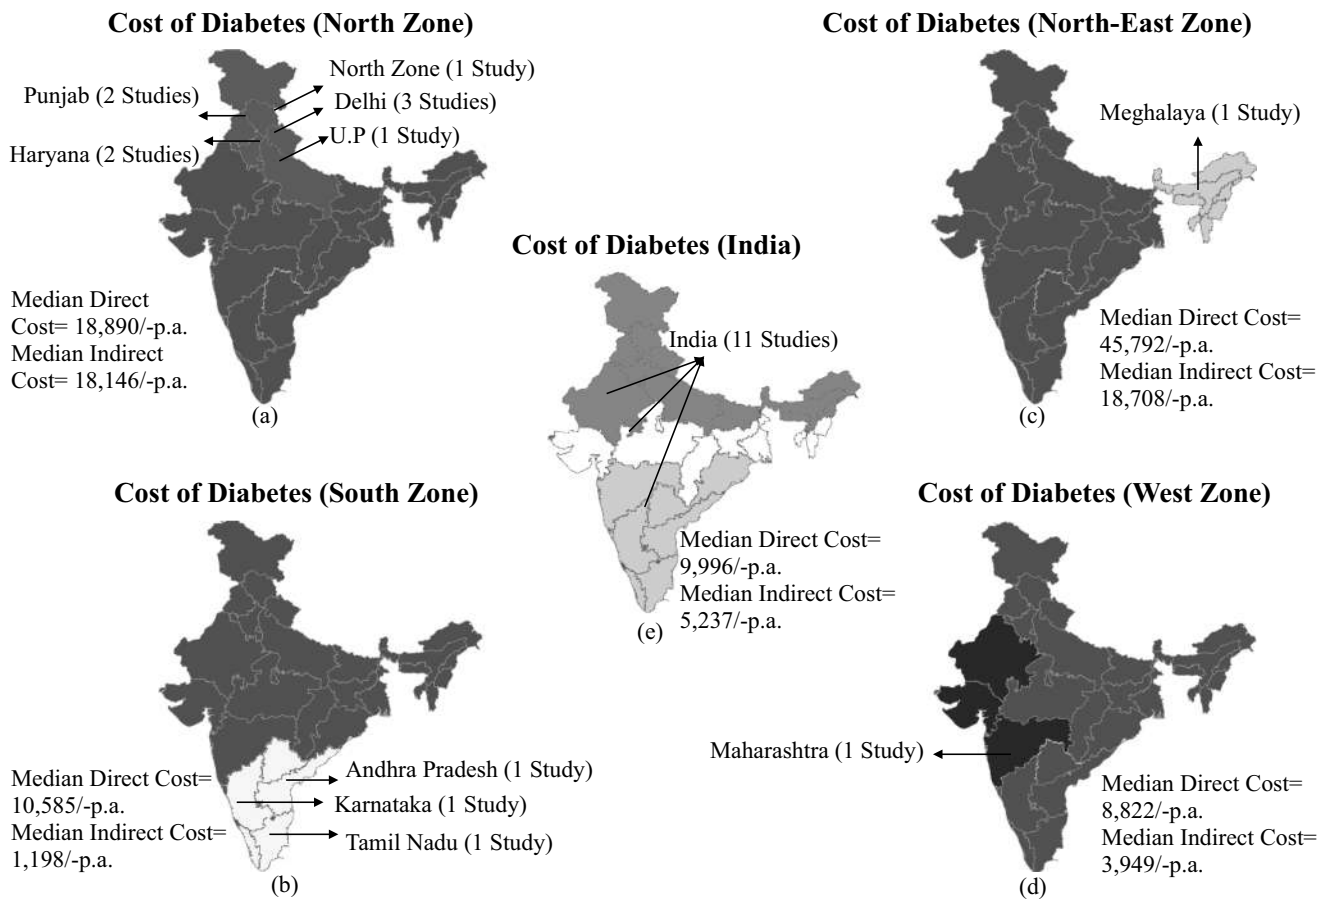 Cost of Diabetes (North Zone)
North Zone (1 Study)
Punjab (2 Studies)
Delhi (3 Studies)
U.P (1 Study)
Haryana (2 Studies)
Median Direct
Cost= 18,890/-p.a.
Median Indirect
Cost= 18,146/-p.a.
(a)
Cost of Diabetes (North-East Zone)
Meghalaya (1 Study)
Median Direct Cost=
45,792/-p.a.
Median Indirect Cost=
18,708/-p.a.
(c)
Cost of Diabetes (India)
India (11 Studies)
Median Direct Cost=
9,996/-p.a.
Median Indirect Cost=
5,237/-p.a.
(e)
Cost of Diabetes (South Zone)
Andhra Pradesh (1 Study)
Karnataka (1 Study)
Tamil Nadu (1 Study)
Median Direct Cost=
10,585/-p.a.
Median Indirect Cost=
1,198/-p.a.
(b)
Cost of Diabetes (West Zone)
Maharashtra (1 Study)
Median Direct Cost=
8,822/-p.a.
Median Indirect Cost=
3,949/-p.a.
(d)